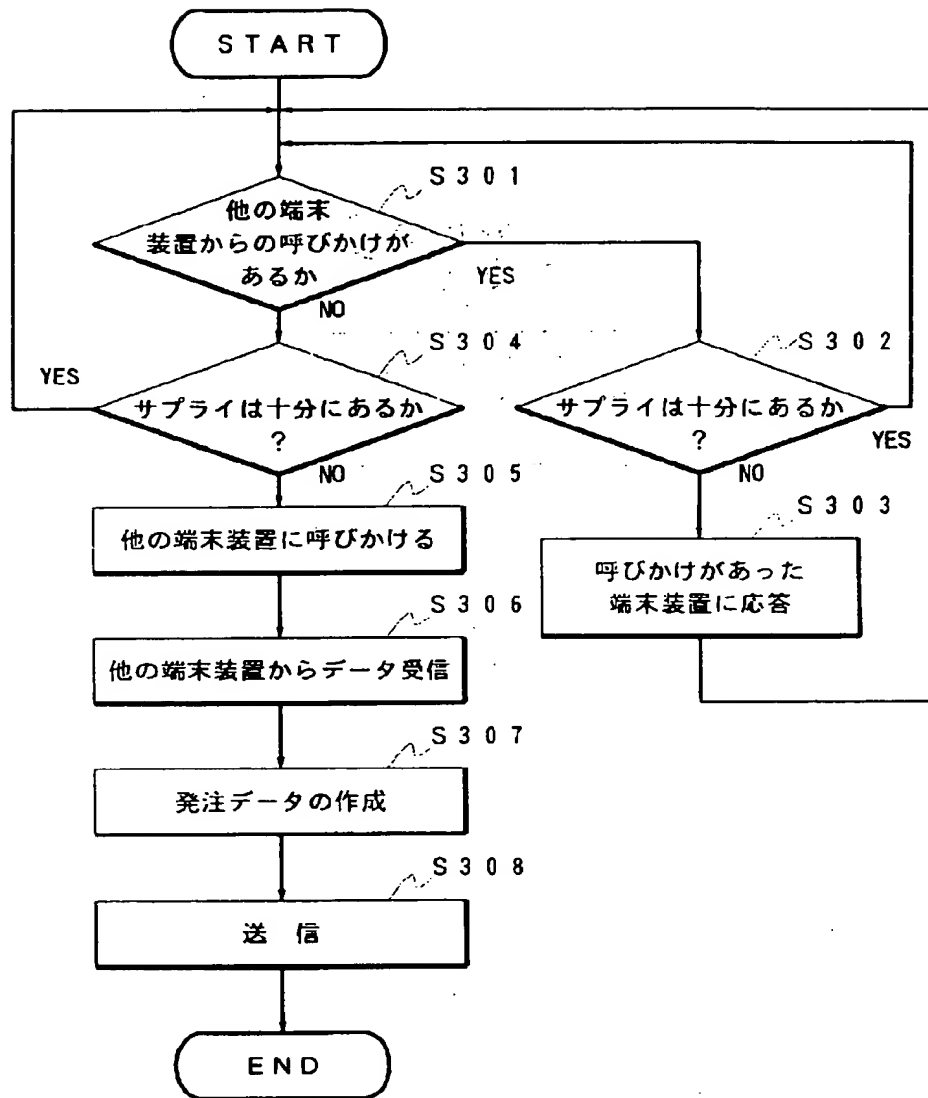 START
S301
他の端末
装置からの呼びかけが
あるか
YES
NO
S304
S302
YES
サプライは十分にあるか
?
サプライは十分にあるか
?
YES
NO
NO
S305
S303
他の端末装置に呼びかける
呼びかけがあった
端末装置に応答
S306
他の端末装置からデータ受信
S307
発注データの作成
S308
送 信
END